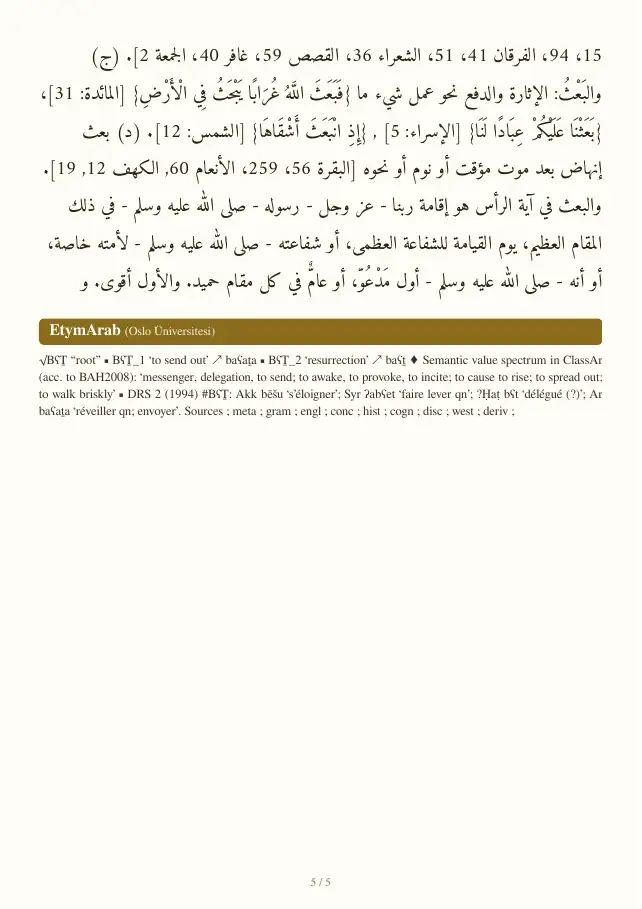 15، 94، الفرقان 41، 51، الشعراء 36، القصص 59، غافر 40، الجمعة 2]. (ج)
والبَعْثُ: الإثارة والدفع نحو عمل شيء ما {فَبَعَثَ اللَّهُ غُرَابًا يَبْحَثُ فِي الْأَرْضِ} [المائدة: 31]،
{بَعَثْنَا عَلَيْكُمْ عِبَادًا لَنَا} [الإسراء: 5] , {إِذِ انْبَعَثَ أَشْقَاهَا} [الشمس: 12]. (د) بعث
إنهاض بعد موت مؤقت أو نوم أو نحوه [البقرة 56، 259، الأنعام 60, الكهف 12, 19].
والبعث في آية الرأس هو إقامة ربنا - عز وجل - رسوله - صلى الله عليه وسلم - في ذلك
المقام العظيم، يوم القيامة للشفاعة العظمى، أو شفاعته - صلى الله عليه وسلم - لأمته خاصة،
أو أنه - صلى الله عليه وسلم - أول مَدْعُوّ، أو عامٌّ في كل مقام حميد. والأول أقوى. و
EtymArab (Oslo Üniversitesi)
√BʕṮ “root” ▪ BʕṮ_1 ‘to send out’ ↗ baʕaṯa ▪ BʕṮ_2 ‘resurrection’ ↗ baʕṯ ♦ Semantic value spectrum in ClassAr
(acc. to BAH2008): ‘messenger, delegation, to send; to awake, to provoke, to incite; to cause to rise; to spread out;
to walk briskly’ ▪ DRS 2 (1994) #BʕṮ: Akk bēšu ‘s’éloigner’; Syr ʔabʕet ‘faire lever qn’; ?Ḥaṭ bʕt ‘délégué (?)’; Ar
baʕaṯa ‘réveiller qn; envoyer’. Sources ; meta ; gram ; engl ; conc ; hist ; cogn ; disc ; west ; deriv ;
5 / 5